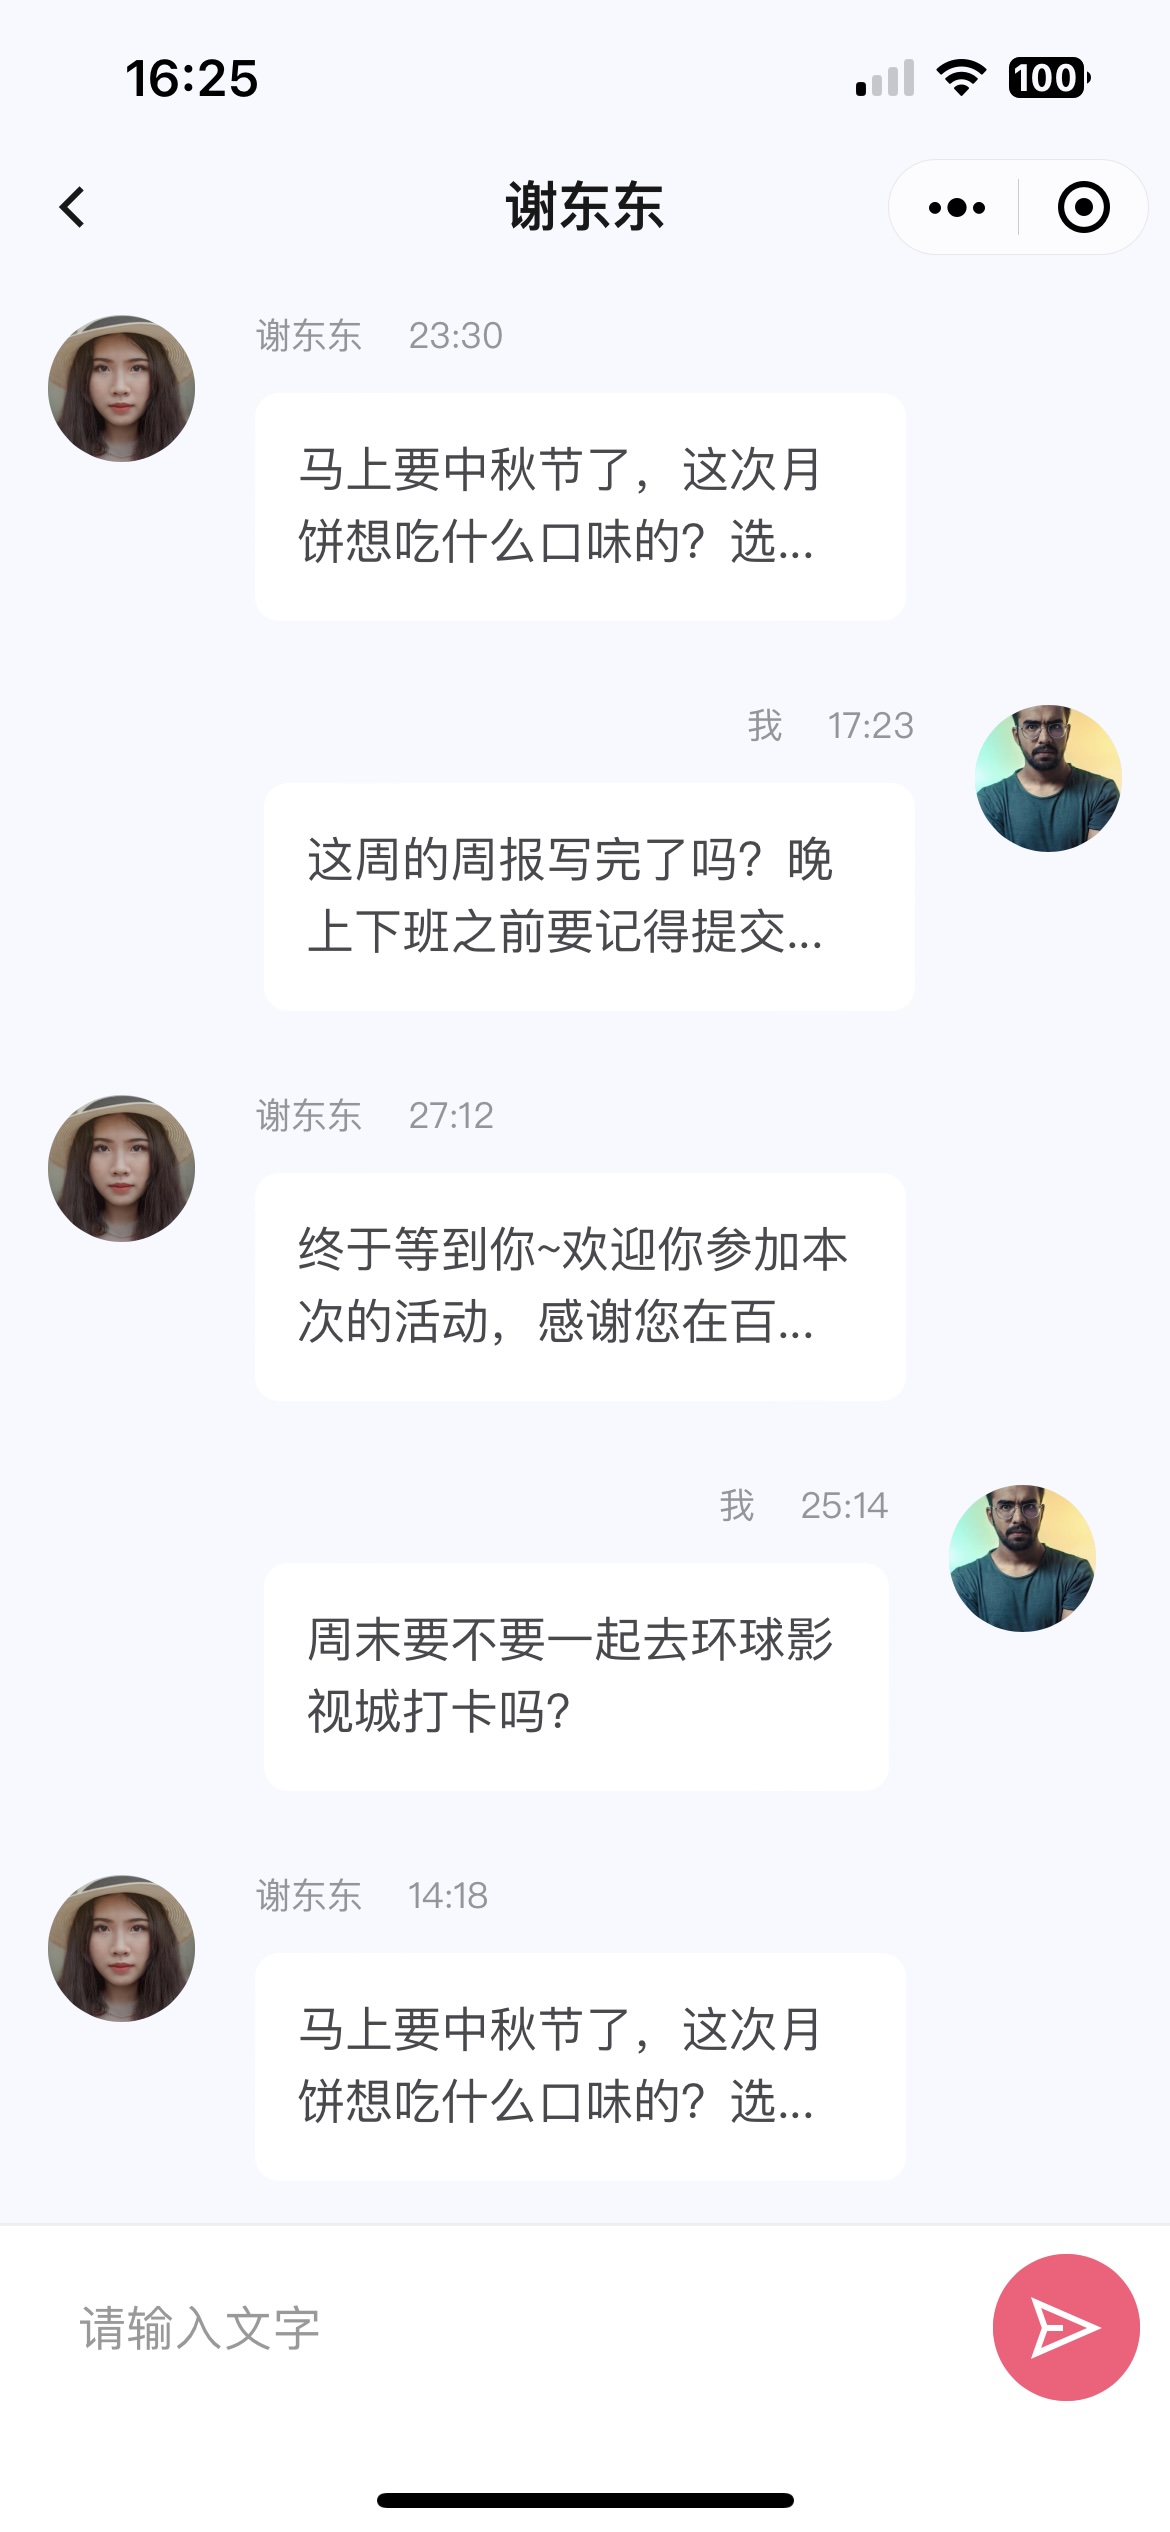 16:25
100
谢东东
谢东东 23:30
马上要中秋节了，这次月
饼想吃什么口味的？选...
我 17:23
这周的周报写完了吗？晚
上下班之前要记得提交...
谢东东 27:12
终于等到你~欢迎你参加本
次的活动，感谢您在百...
我 25:14
周末要不要一起去环球影
视城打卡吗？
谢东东 14:18
马上要中秋节了，这次月
饼想吃什么口味的？选...
请输入文字